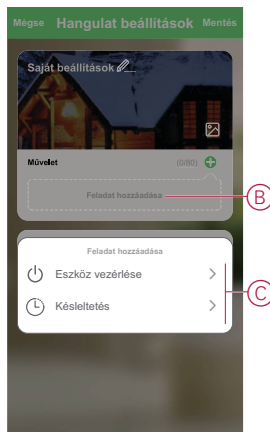 Mégse Hangulat beállítások Mentés
Saját beállítások
Művelet (0/80)
Feladat hozzáadása
B
Feladat hozzáadása
Eszköz vezérlése
C
Késleltetés